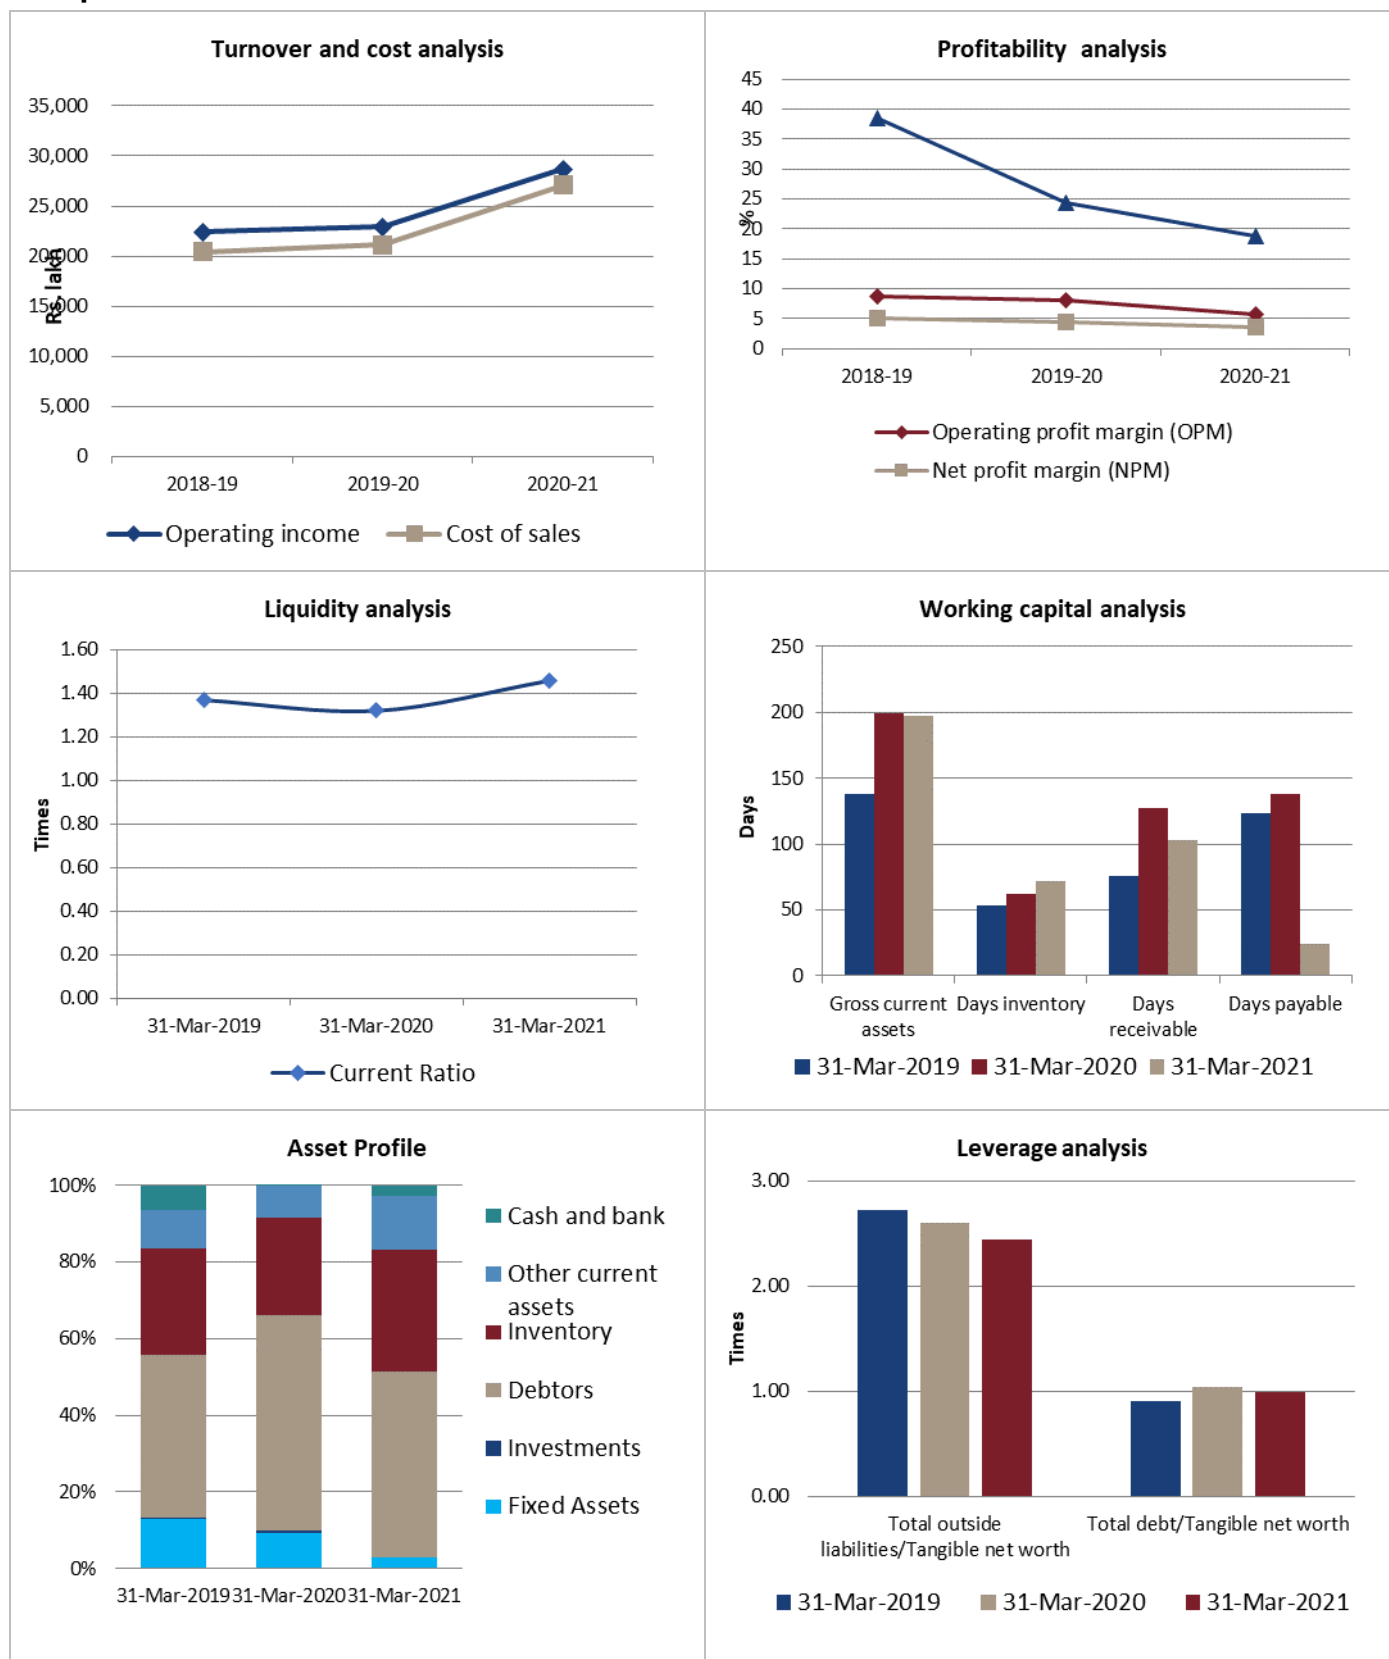 Turnover and cost analysis
35,000
30,000
25,000
20,000
15,000
10,000
5,000
0
Rs. lakh
2018-19 2019-20 2020-21
Operating income Cost of sales
Profitability analysis
45
40
35
30
25
20
15
10
5
0
%
2018-19 2019-20 2020-21
Operating profit margin (OPM)
Net profit margin (NPM)
Liquidity analysis
1.60
1.40
1.20
1.00
0.80
0.60
0.40
0.20
0.00
Times
31-Mar-2019 31-Mar-2020 31-Mar-2021
Current Ratio
Working capital analysis
250
200
150
100
50
0
Days
Gross current assets
Days inventory
Days receivable
Days payable
31-Mar-2019 31-Mar-2020 31-Mar-2021
Asset Profile
100%
80%
60%
40%
20%
0%
31-Mar-2019 31-Mar-2020 31-Mar-2021
Cash and bank
Other current
assets
Inventory
Debtors
Investments
Fixed Assets
Leverage analysis
3.00
2.00
1.00
0.00
Times
Total outside
liabilities/Tangible net worth
Total debt/Tangible net worth
31-Mar-2019 31-Mar-2020 31-Mar-2021